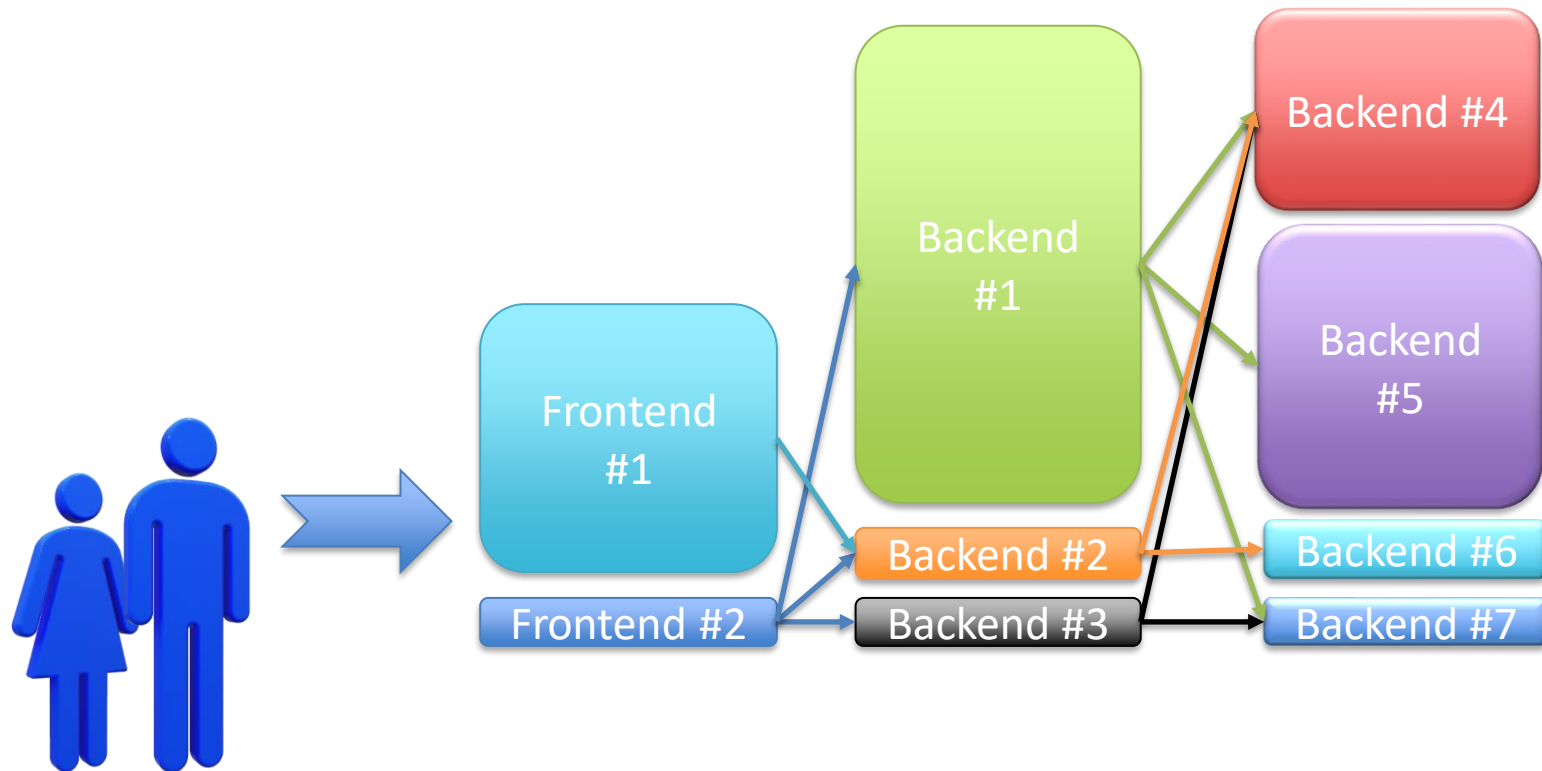 Frontend
#1
Frontend #2
Backend
#1
Backend #2
Backend #3
Backend #4
Backend
#5
Backend #6
Backend #7